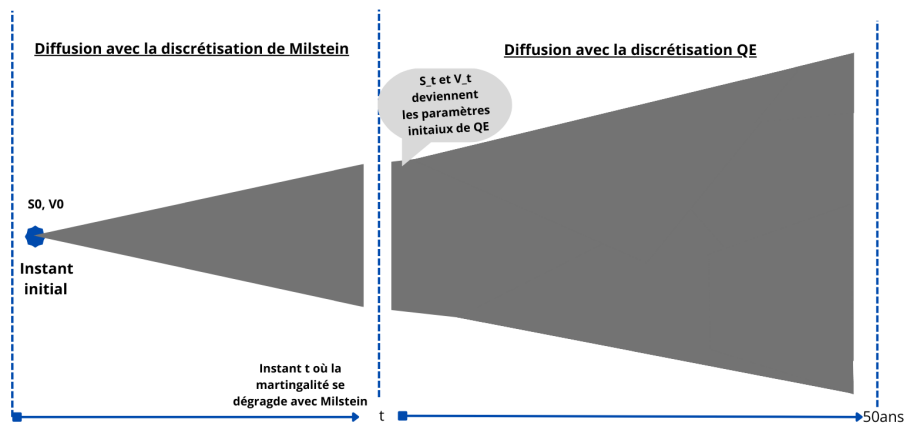 Diffusion avec la discrétisation de Milstein
Diffusion avec la discrétisation QE
S_t et V_t
deviennent
les paramètres
initaiux de QE
S0, V0
Instant
initial
Instant t où la
martingalité se
dégragde avec Milstein
t
50ans